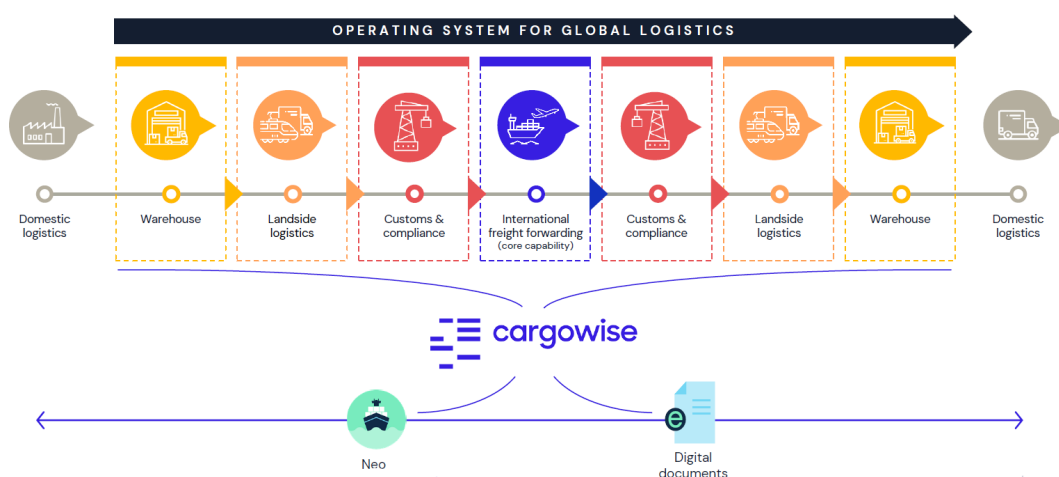 OPERATING SYSTEM FOR GLOBAL LOGISTICS
Domestic
logistics
Warehouse
Landside
logistics
Customs &
compliance
International
freight forwarding
(core capability)
Customs &
compliance
Landside
logistics
Warehouse
Domestic
logistics
cargowise
Neo
e
Digital
documents